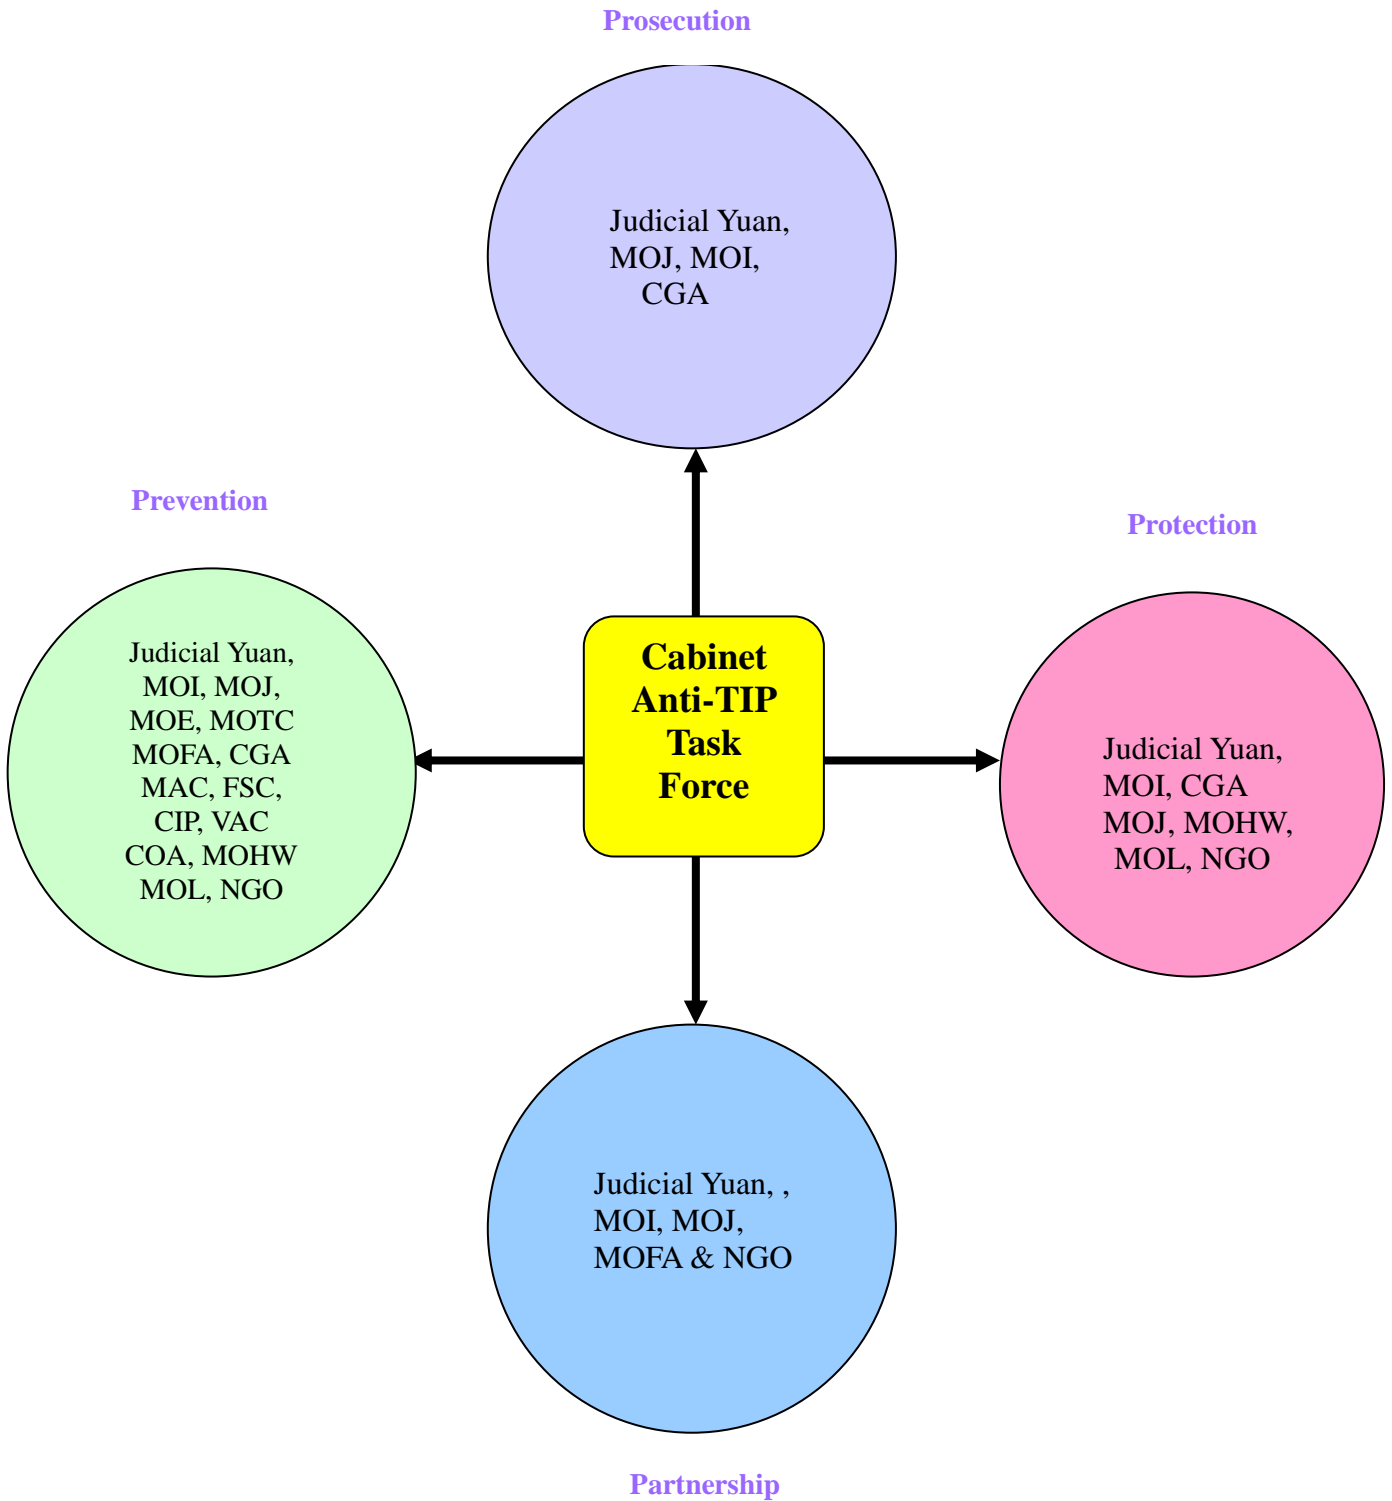 Prosecution
Judicial Yuan,
MOJ, MOI,
CGA
Prevention
Judicial Yuan,
MOI, MOJ,
MOE, MOTC
MOFA, CGA
MAC, FSC,
CIP, VAC
COA, MOHW
MOL, NGO
Cabinet
Anti-TIP
Task
Force
Protection
Judicial Yuan,
MOI, CGA
MOJ, MOHW,
MOL, NGO
Judicial Yuan, ,
MOI, MOJ,
MOFA & NGO
Partnership